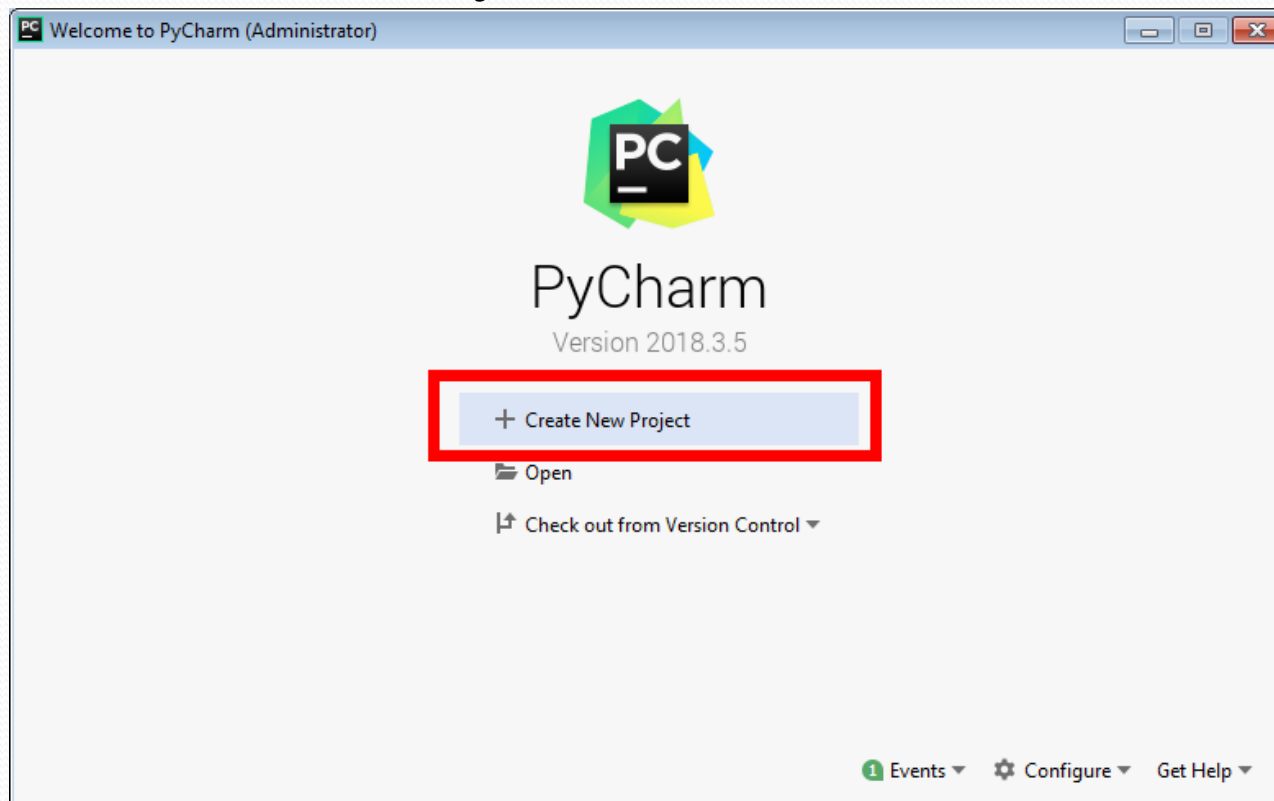 Welcome to PyCharm (Administrator)
PC
PyCharm
Version 2018.3.5
Create New Project
Open
Check out from Version Control
1 Events Configure Get Help